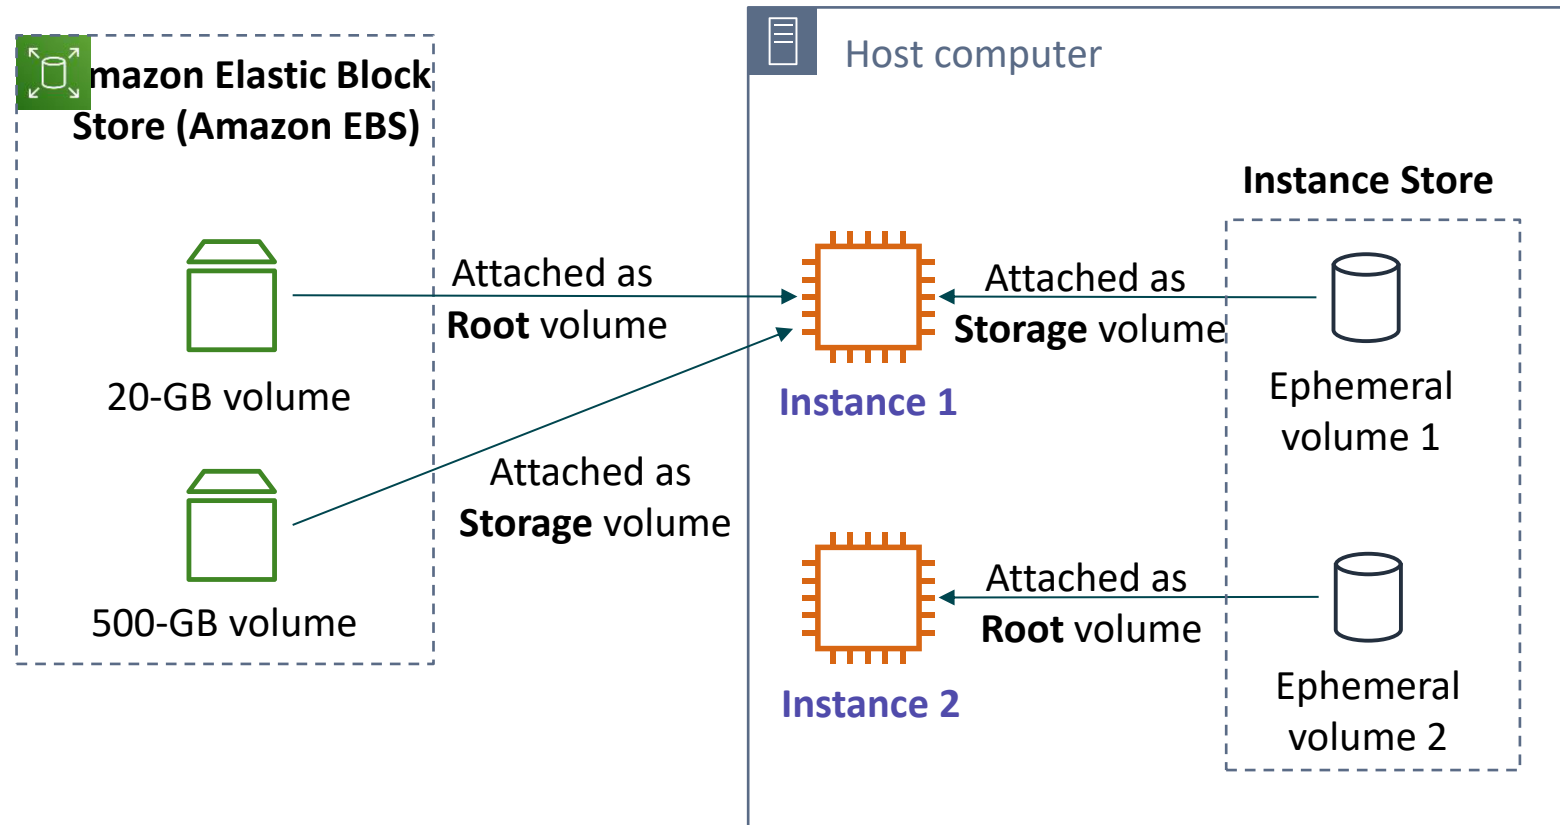 mazon Elastic Block
Store (Amazon EBS)
Host computer
Instance Store
Attached as
Root volume
20-GB volume
Attached as
Storage volume
500-GB volume
Instance 1
Attached as
Storage volume
Ephemeral
volume 1
Instance 2
Attached as
Root volume
Ephemeral
volume 2